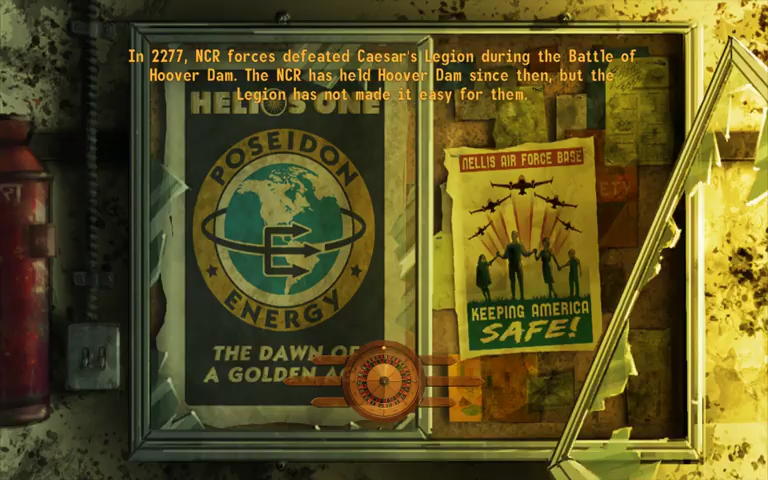 In 2277, NCR forces defeated Caesar's Legion during the Battle of
Hoover Dam. The NCR has held Hoover Dam since then, but the
Legion has not made it easy for them.
HELIOS ONE
POSEIDON
ENERGY
THE DAWN OF
A GOLDEN
NELLIS AIR FORCE BASE
KEEPING AMERICA
SAFE!